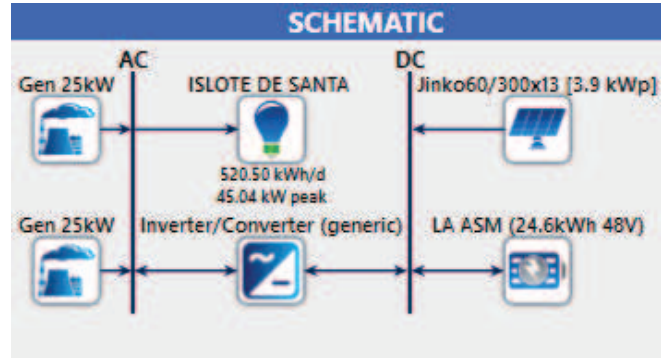 SCHEMATIC
AC
DC
Gen 25kW
ISLOTE DE SANTA
Jinko60/300x13 [3.9 kWp]
520.50 kWh/d
45.04 kW peak
Gen 25kW
Inverter/Converter (generic)
LA ASM (24.6kWh 48V)